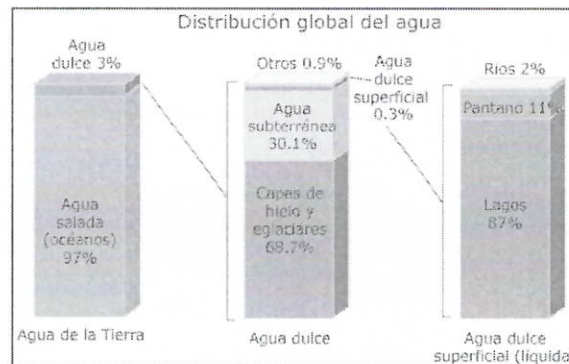 Distribución global del agua
Agua
dulce 3%
Agua
salada
(océanos)
97%
Agua de la Tierra
Otros 0.9%
Agua
subterránea
30.1%
Capas de
hielo y
eglaciares
68.7%
Agua dulce
Agua
dulce
superficial
0.3%
Ríos 2%
Pantano 11%
Lagos
87%
Agua dulce
superficial (líquida